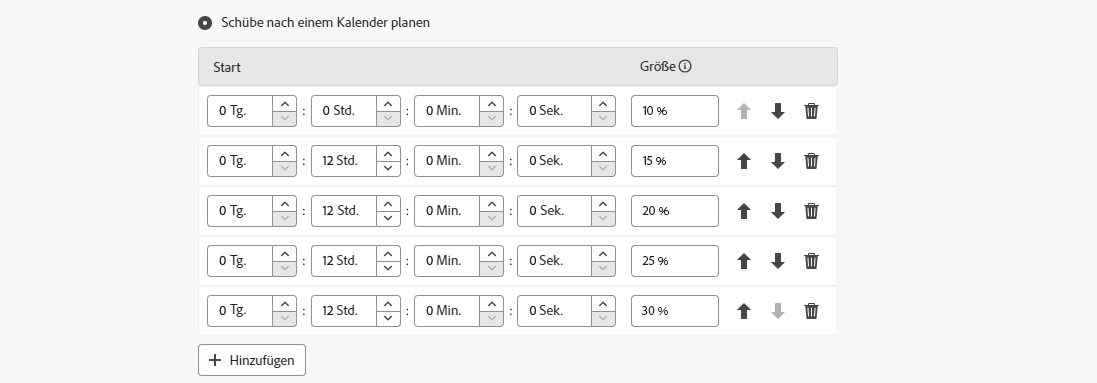 Schübe nach einem Kalender planen
Start Größe
0 Tg. : 0 Std. : 0 Min. : 0 Sek. 10 %
0 Tg. : 12 Std. : 0 Min. : 0 Sek. 15 %
0 Tg. : 12 Std. : 0 Min. : 0 Sek. 20 %
0 Tg. : 12 Std. : 0 Min. : 0 Sek. 25 %
0 Tg. : 12 Std. : 0 Min. : 0 Sek. 30 %
Hinzufügen